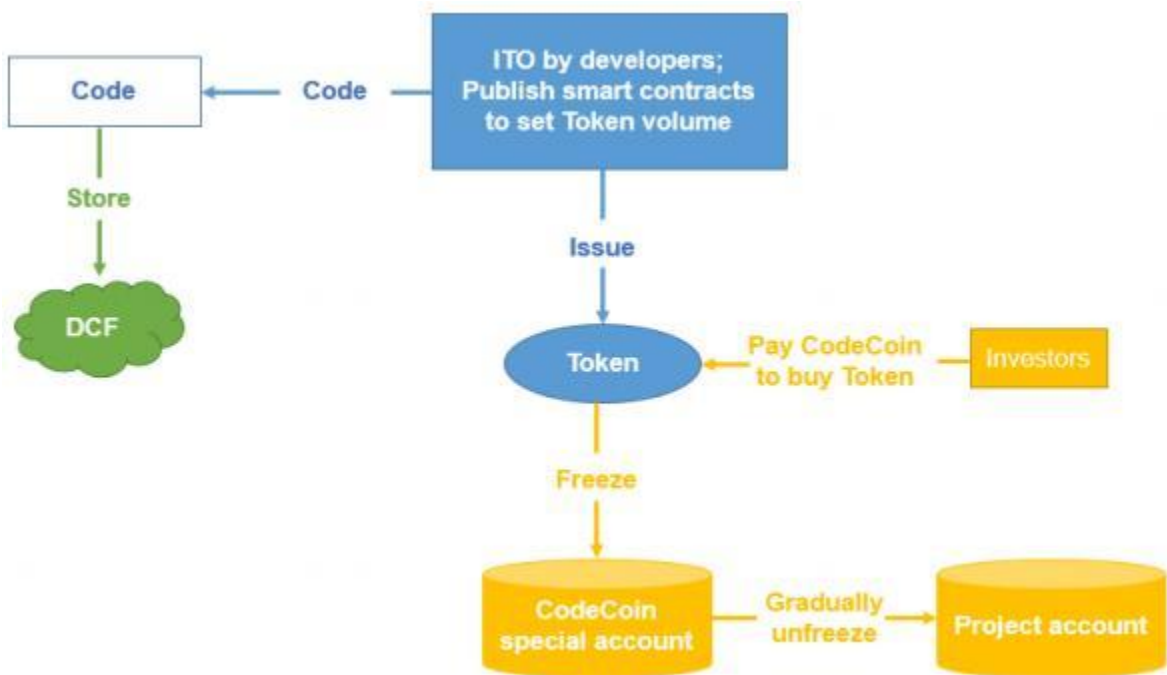 ITO by developers;
Publish smart contracts
to set Token volume
Code
Code
Store
DCF
Issue
Token
Pay CodeCoin
to buy Token
Investors
Freeze
CodeCoin
special account
Gradually
unfreeze
Project account